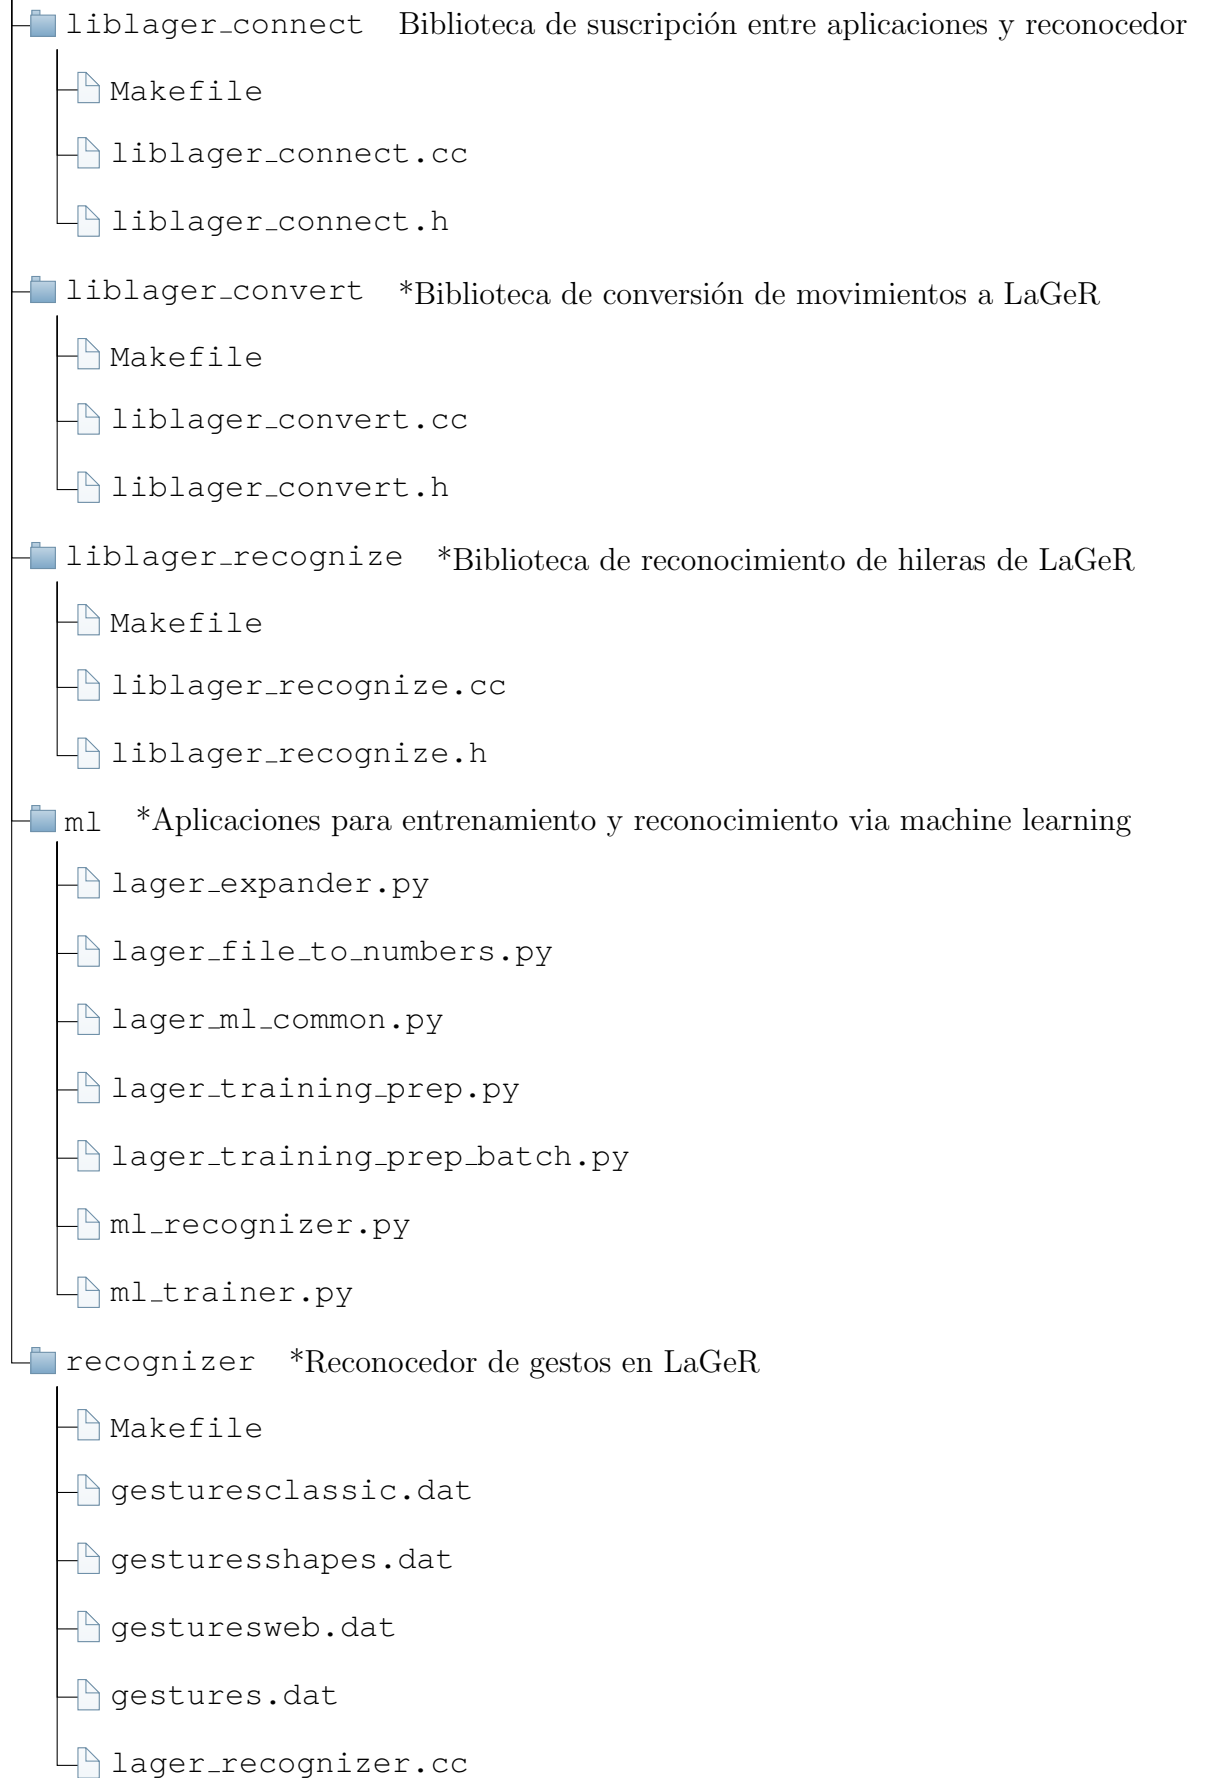 liblager_connect Biblioteca de suscripción entre aplicaciones y reconocedor
Makefile
liblager_connect.cc
liblager_connect.h
liblager_convert *Biblioteca de conversión de movimientos a LaGeR
Makefile
liblager_convert.cc
liblager_convert.h
liblager_recognize *Biblioteca de reconocimiento de hileras de LaGeR
Makefile
liblager_recognize.cc
liblager_recognize.h
ml *Aplicaciones para entrenamiento y reconocimiento via machine learning
lager_expander.py
lager_file_to_numbers.py
lager_ml_common.py
lager_training_prep.py
lager_training_prep_batch.py
ml_recognizer.py
ml_trainer.py
recognizer *Reconocedor de gestos en LaGeR
Makefile
gesturesclassic.dat
gesturesshapes.dat
gesturesweb.dat
gestures.dat
lager_recognizer.cc